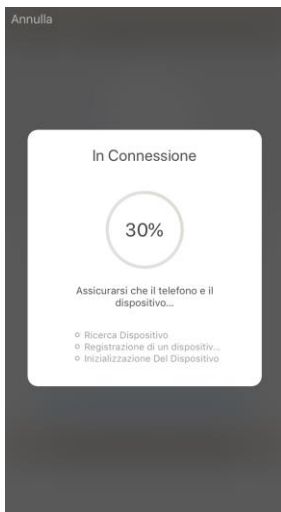 Annulla
In Connessione
30%
Assicurarsi che il telefono e il
dispositivo...
Ricerca Dispositivo
Registrazione di un dispositiv...
Inizializzazione Del Dispositivo